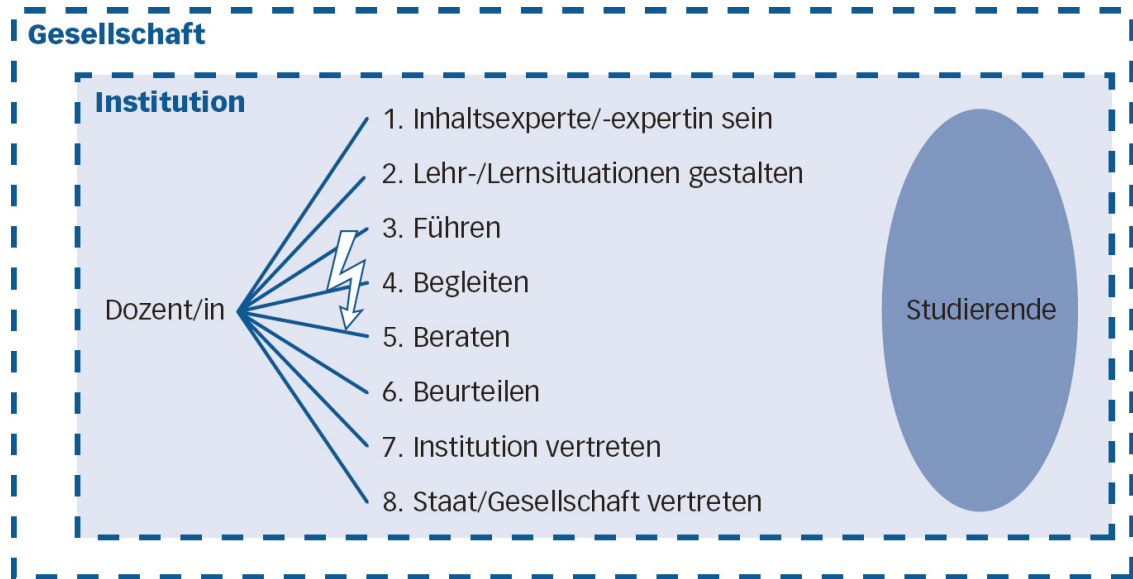 Gesellschaft
Institution
1. Inhaltsexperte/-expertin sein
2. Lehr-/Lernsituationen gestalten
3. Führen
4. Begleiten
Dozent/in
Studierende
5. Beraten
6. Beurteilen
7. Institution vertreten
8. Staat/Gesellschaft vertreten